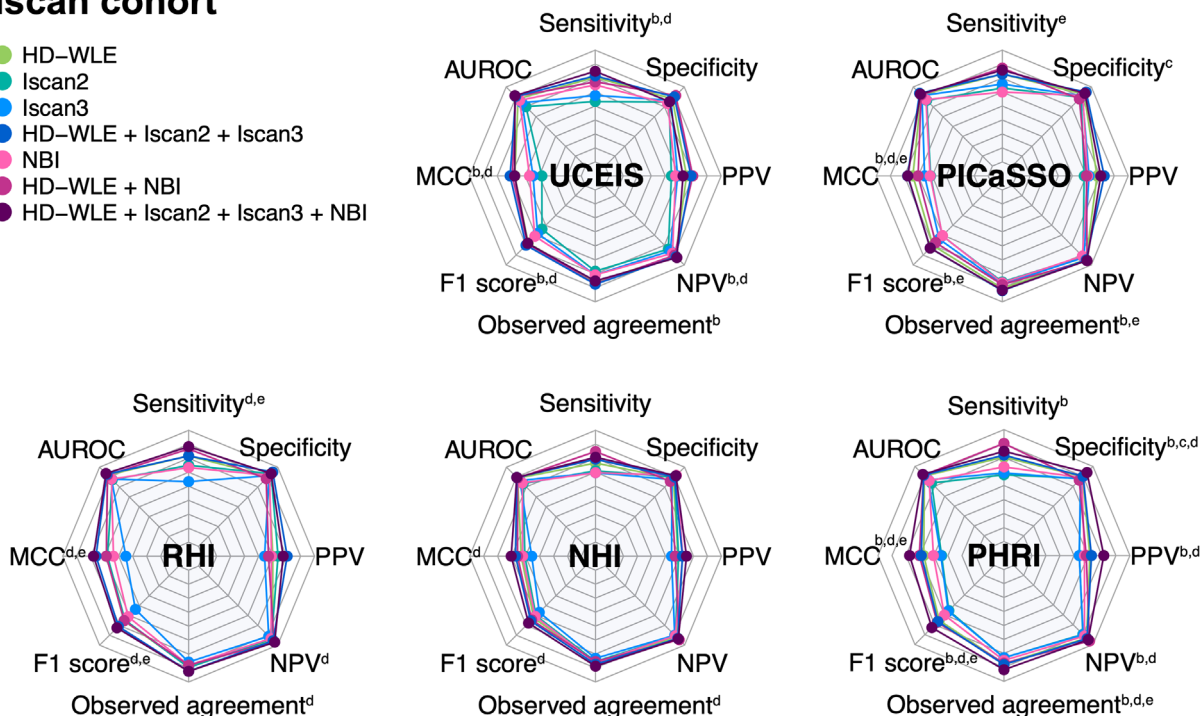 iscan cohort
HD–WLE
Iscan2
Iscan3
HD–WLE + Iscan2 + Iscan3
NBI
HD–WLE + NBI
HD–WLE + Iscan2 + Iscan3 + NBI
Sensitivityb,d
AUROC
Specificity
MCCb,d
UCEIS
PPV
F1 scoreb,d
NPVb,d
Observed agreementb
Sensitivitye
AUROC
Specificityc
MCCb,d,e
PICaSSO
PPV
F1 scoreb,e
NPV
Observed agreementb,e
Sensitivityd,e
AUROC
Specificity
MCCd,e
RHI
PPV
F1 scored,e
NPVd
Observed agreementd
Sensitivity
AUROC
Specificity
MCCd
NHI
PPV
F1 scored
NPV
Observed agreementd
Sensitivityb
AUROC
Specificityb,c,d
MCCb,d,e
PHRI
PPVb,d
F1 scoreb,d,e
NPVb,d
Observed agreementb,d,e